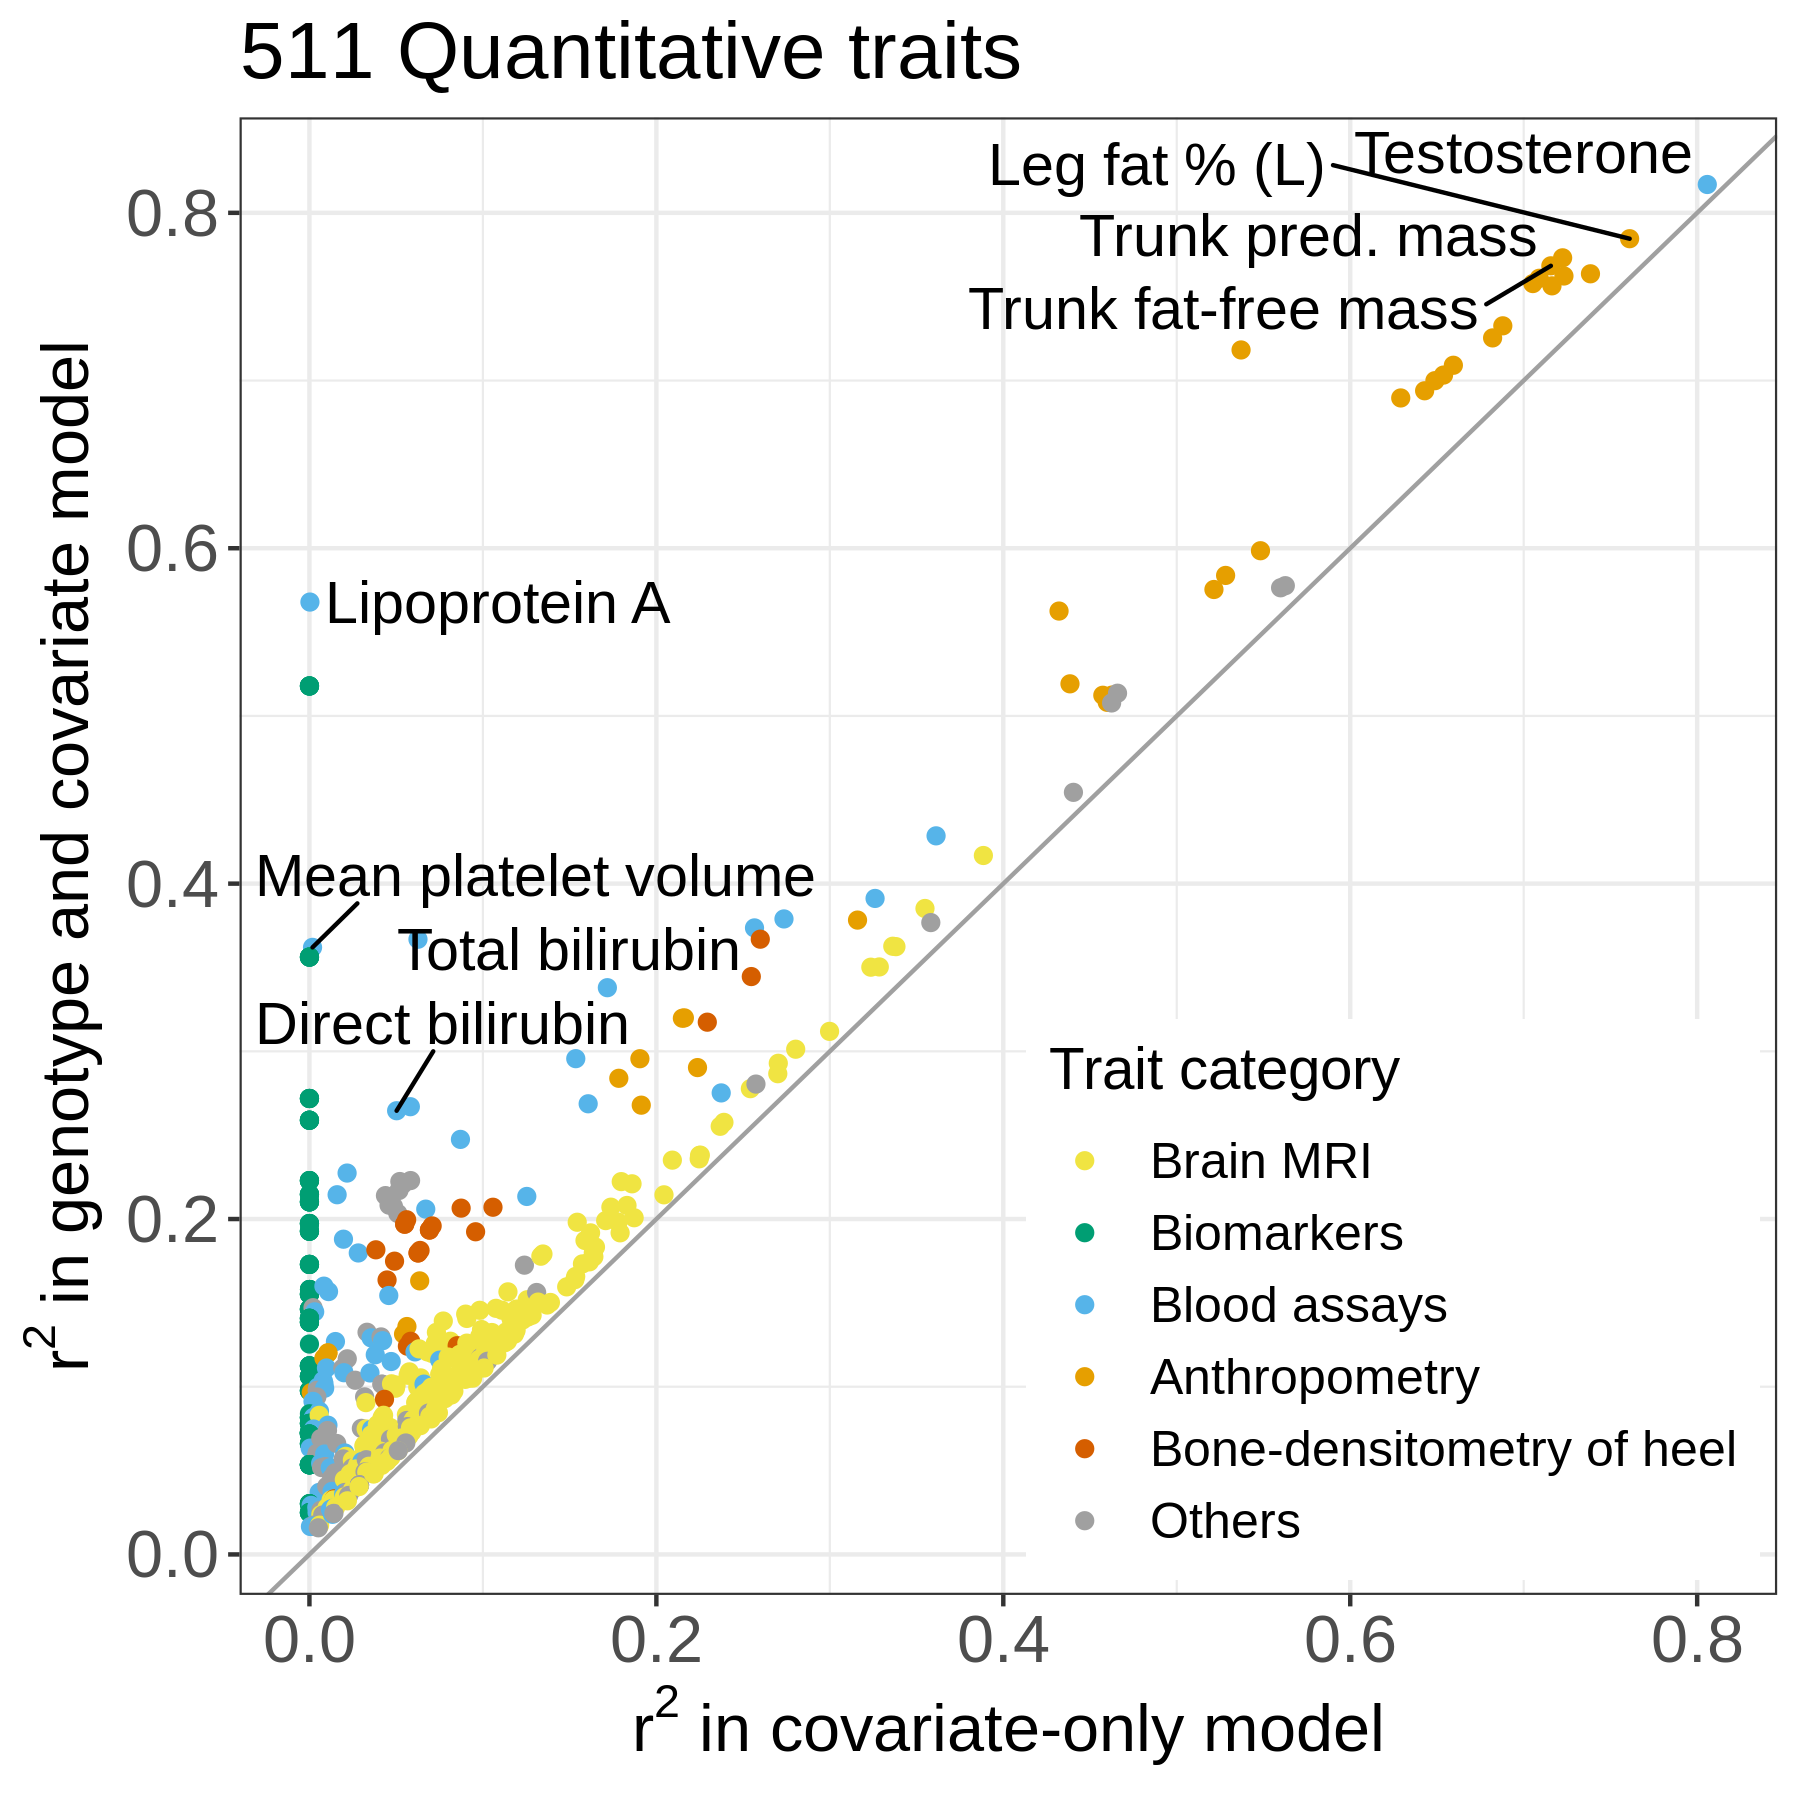 511 Quantitative traits
Testosterone
Leg fat % (L)
Trunk pred. mass
0.8
Trunk fat-free mass
0.6
Lipoprotein A
Mean platelet volume
0.4
Total bilirubin
Direct bilirubin
0.2
0.0
r² in genotype and covariate model
Trait category
Brain MRI
Biomarkers
Blood assays
Anthropometry
Bone-densitometry of heel
Others
0.0 0.2 0.4 0.6 0.8
r² in covariate-only model